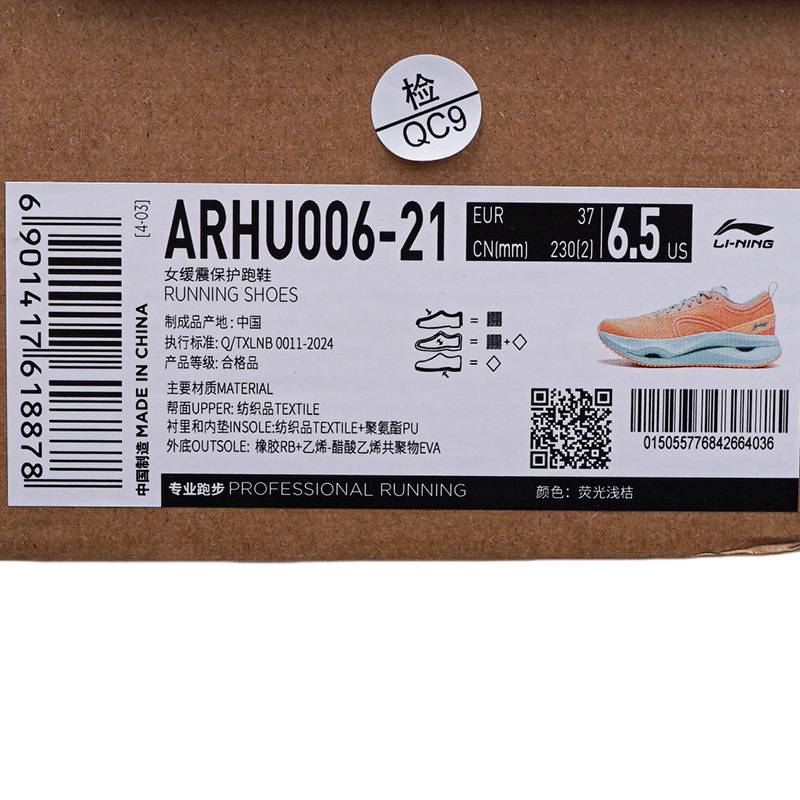 检
QC9
6901417618878
中国制造 MADE IN CHINA
[4-03]
ARHU006-21
EUR 37
CN(mm) 230(2)
6.5 US
LI-NING
女缓震保护跑鞋
RUNNING SHOES
制成品产地: 中国
执行标准: Q/TXLNB 0011-2024
产品等级: 合格品
主要材质MATERIAL
帮面UPPER: 纺织品TEXTILE
衬里和内垫INSOLE:纺织品TEXTILE+聚氨酯PU
外底OUTSOLE: 橡胶RB+乙烯-醋酸乙烯共聚物EVA
015055776842664036
专业跑步 PROFESSIONAL RUNNING
颜色: 荧光浅桔